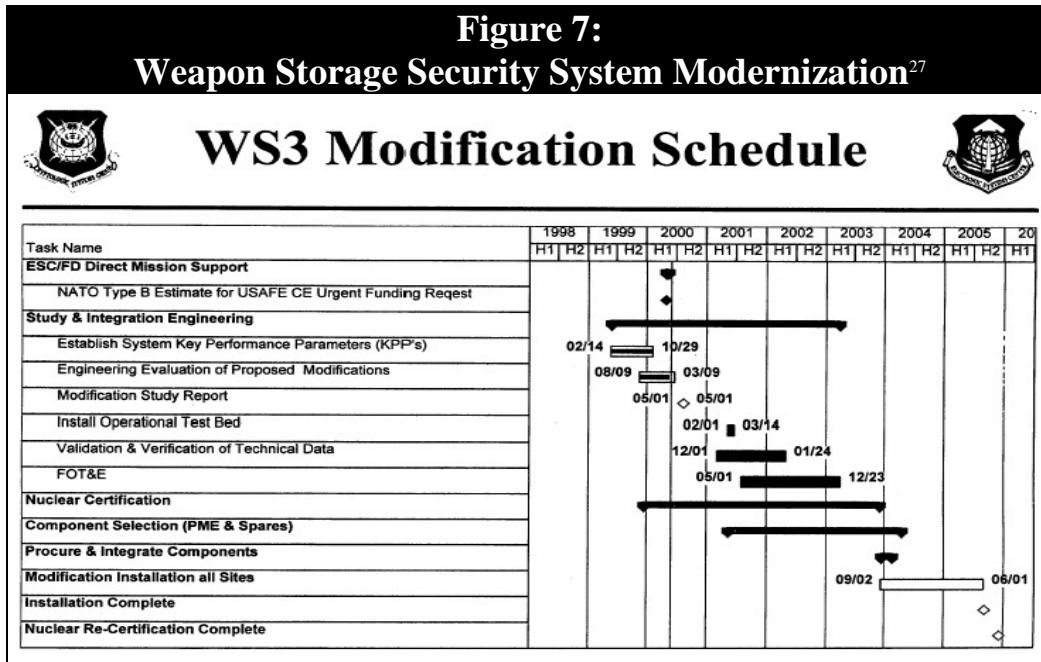 Figure 7:
Weapon Storage Security System Modernization27
WS3 Modification Schedule
1998 1999 2000 2001 2002 2003 2004 2005 20
Task Name H1 H2 H1 H2 H1 H2 H1 H2 H1 H2 H1 H2 H1 H2 H1 H2 H1
ESC/FD Direct Mission Support
NATO Type B Estimate for USAFE CE Urgent Funding Reqest
Study & Integration Engineering
Establish System Key Performance Parameters (KPP's) 02/14 10/29
Engineering Evaluation of Proposed Modifications 08/09 03/09
Modification Study Report 05/01 05/01
Install Operational Test Bed 02/01 03/14
Validation & Verification of Technical Data 12/01 01/24
FOT&E 05/01 12/23
Nuclear Certification
Component Selection (PME & Spares)
Procure & Integrate Components
Modification Installation all Sites 09/02 06/01
Installation Complete
Nuclear Re-Certification Complete